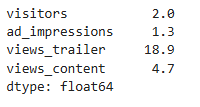 visitors 2.0
ad_impressions 1.3
views_trailer 18.9
views_content 4.7
dtype: float64